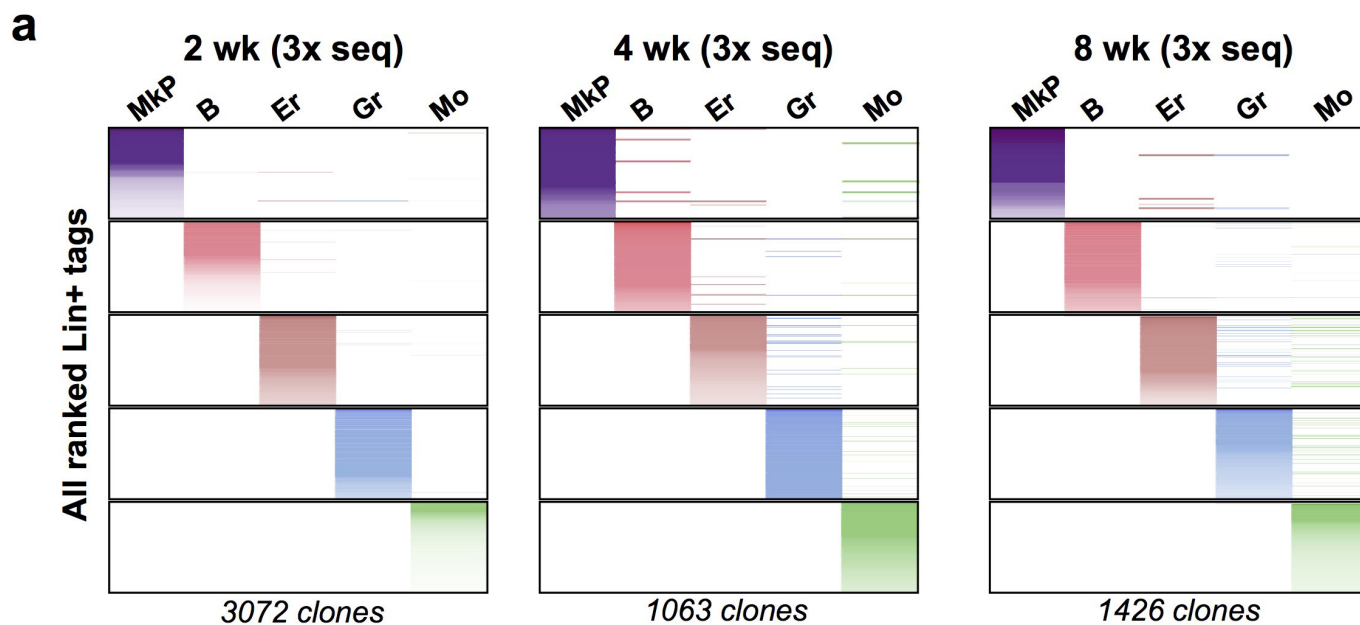 a
2 wk (3x seq)
4 wk (3x seq)
8 wk (3x seq)
MkP B Er Gr Mo
MkP B Er Gr Mo
MkP B Er Gr Mo
All ranked Lin+ tags
3072 clones
1063 clones
1426 clones